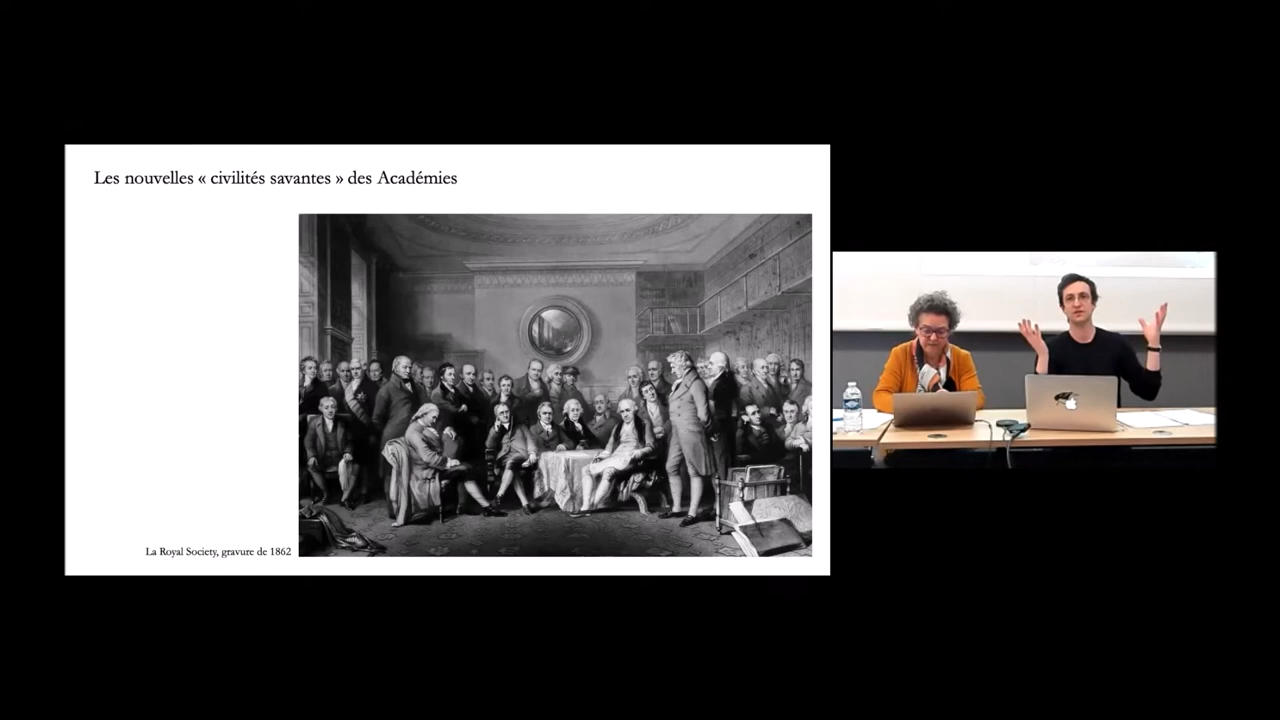 Les nouvelles « civilités savantes » des Académies
La Royal Society, gravure de 1862